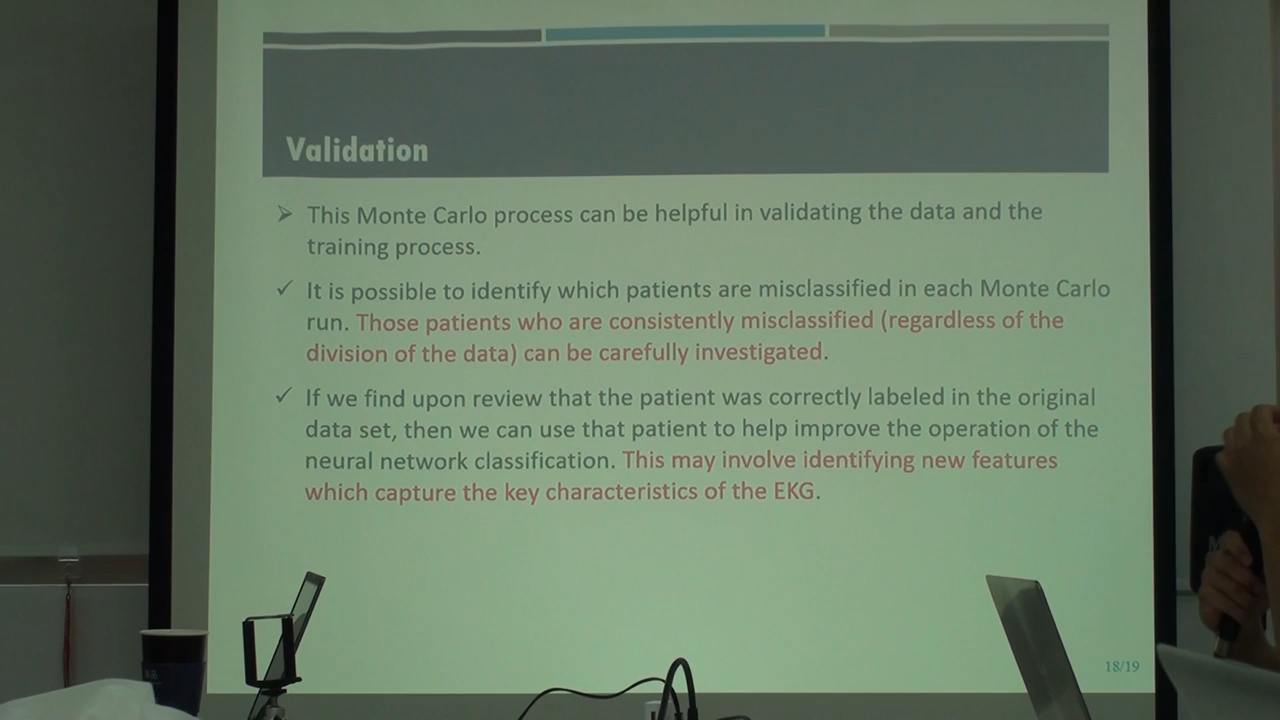 Validation
➢ This Monte Carlo process can be helpful in validating the data and the
training process.
✓ It is possible to identify which patients are misclassified in each Monte Carlo
run. Those patients who are consistently misclassified (regardless of the
division of the data) can be carefully investigated.
✓ If we find upon review that the patient was correctly labeled in the original
data set, then we can use that patient to help improve the operation of the
neural network classification. This may involve identifying new features
which capture the key characteristics of the EKG.
18/19